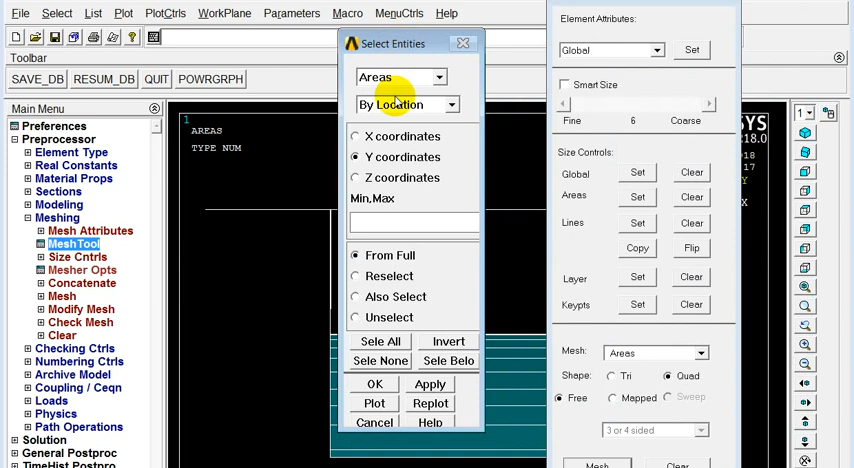 File Select List Plot PlotCtrls WorkPlane Parameters Macro MenuCtrls Help
Toolbar
SAVE_DB RESUM_DB QUIT POWRGRPH
Main Menu
Preferences
Preprocessor
Element Type
Real Constants
Material Props
Sections
Modeling
Meshing
Mesh Attributes
MeshTool
Size Cntrls
Mesher Opts
Concatenate
Mesh
Modify Mesh
Check Mesh
Clear
Checking Ctrls
Numbering Ctrls
Archive Model
Coupling / Ceqn
Loads
Physics
Path Operations
Solution
General Postproc
TimeHist Postpro
1
AREAS
TYPE NUM
Select Entities
Areas
By Location
X coordinates
Y coordinates
Z coordinates
Min,Max
From Full
Reselect
Also Select
Unselect
Sele All Invert
Sele None Sele Belo
OK Apply
Plot Replot
Cancel Help
Element Attributes:
Global Set
Smart Size
Fine 6 Coarse
Size Controls:
Global Set Clear
Areas Set Clear
Lines Set Clear
Copy Flip
Layer Set Clear
Keypts Set Clear
Mesh: Areas
Shape: Tri Quad
Free Mapped Sweep
3 or 4 sided
Mesh Clear
SYS
R18.0
018
17
Y
X
1